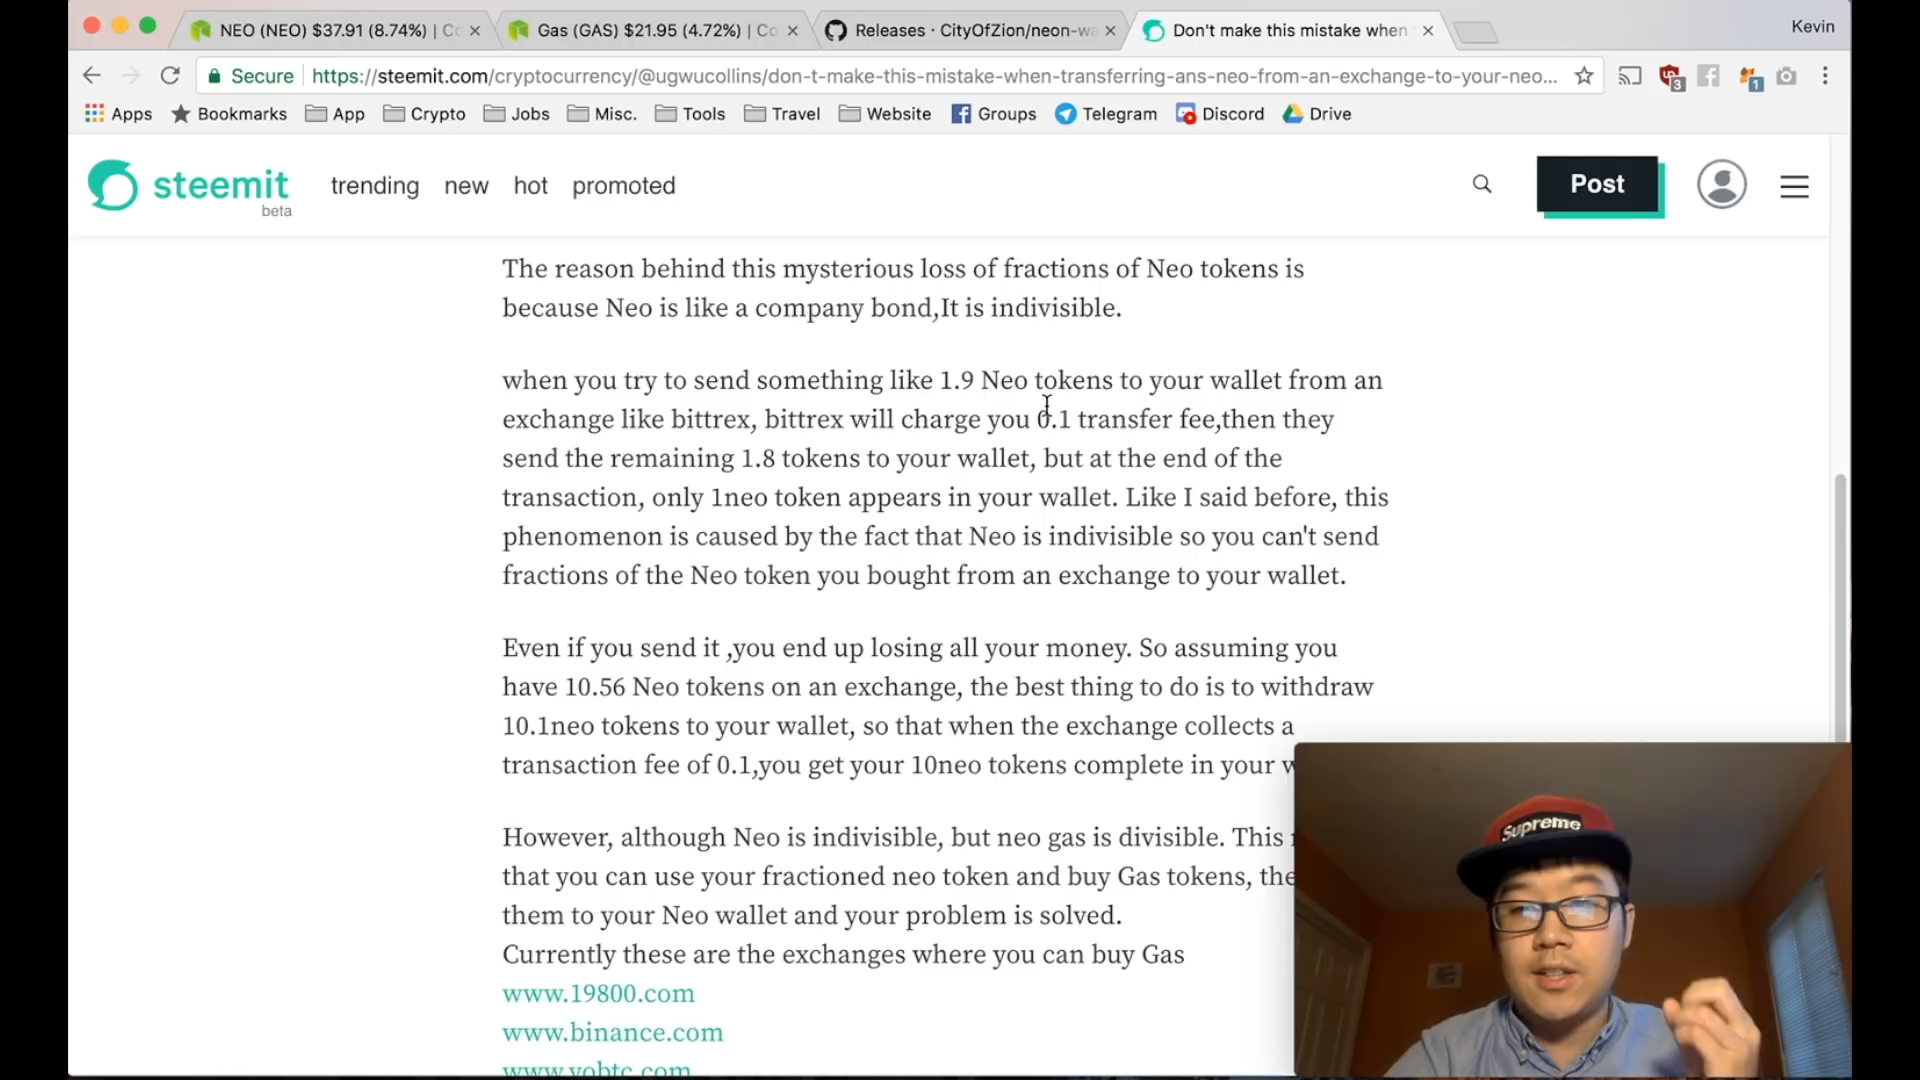 NEO (NEO) $37.91 (8.74%) | Co
Gas (GAS) $21.95 (4.72%) | Co
Releases · CityOfZion/neon-wa
Don't make this mistake when
Kevin
Secure
https://steemit.com/cryptocurrency/@ugwucollins/don-t-make-this-mistake-when-transferring-ans-neo-from-an-exchange-to-your-neo...
3
1
Apps
Bookmarks
App
Crypto
Jobs
Misc.
Tools
Travel
Website
Groups
Telegram
Discord
Drive
steemit
beta
trending
new
hot
promoted
Post
The reason behind this mysterious loss of fractions of Neo tokens is
because Neo is like a company bond,It is indivisible.
when you try to send something like 1.9 Neo tokens to your wallet from an
exchange like bittrex, bittrex will charge you 0.1 transfer fee,then they
send the remaining 1.8 tokens to your wallet, but at the end of the
transaction, only 1neo token appears in your wallet. Like I said before, this
phenomenon is caused by the fact that Neo is indivisible so you can't send
fractions of the Neo token you bought from an exchange to your wallet.
Even if you send it ,you end up losing all your money. So assuming you
have 10.56 Neo tokens on an exchange, the best thing to do is to withdraw
10.1neo tokens to your wallet, so that when the exchange collects a
transaction fee of 0.1,you get your 10neo tokens complete in your w
However, although Neo is indivisible, but neo gas is divisible. This
that you can use your fractioned neo token and buy Gas tokens, the
them to your Neo wallet and your problem is solved.
Currently these are the exchanges where you can buy Gas
www.19800.com
www.binance.com
www.yobtc.com
Supreme